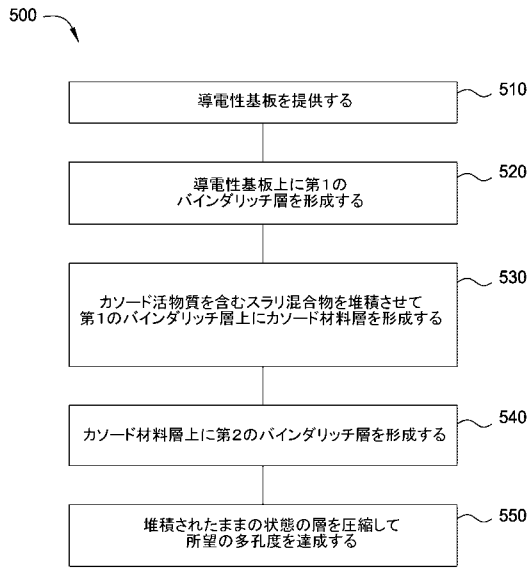 500
導電性基板を提供する
510
導電性基板上に第1の
バインダリッチ層を形成する
520
カソード活物質を含むスラリ混合物を堆積させて
第1のバインダリッチ層上にカソード材料層を形成する
530
カソード材料層上に第2のバインダリッチ層を形成する
540
堆積されたままの状態の層を圧縮して
所望の多孔度を達成する
550